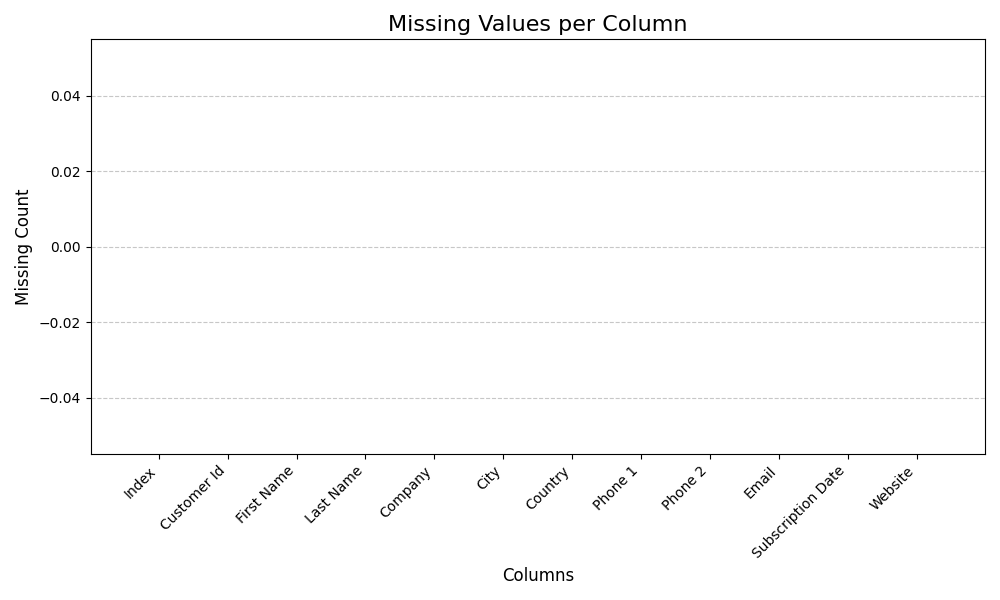 Missing Values per Column
Missing Count
0.04
0.02
0.00
−0.02
−0.04
Index
Customer Id
First Name
Last Name
Company
City
Country
Phone 1
Phone 2
Email
Subscription Date
Website
Columns